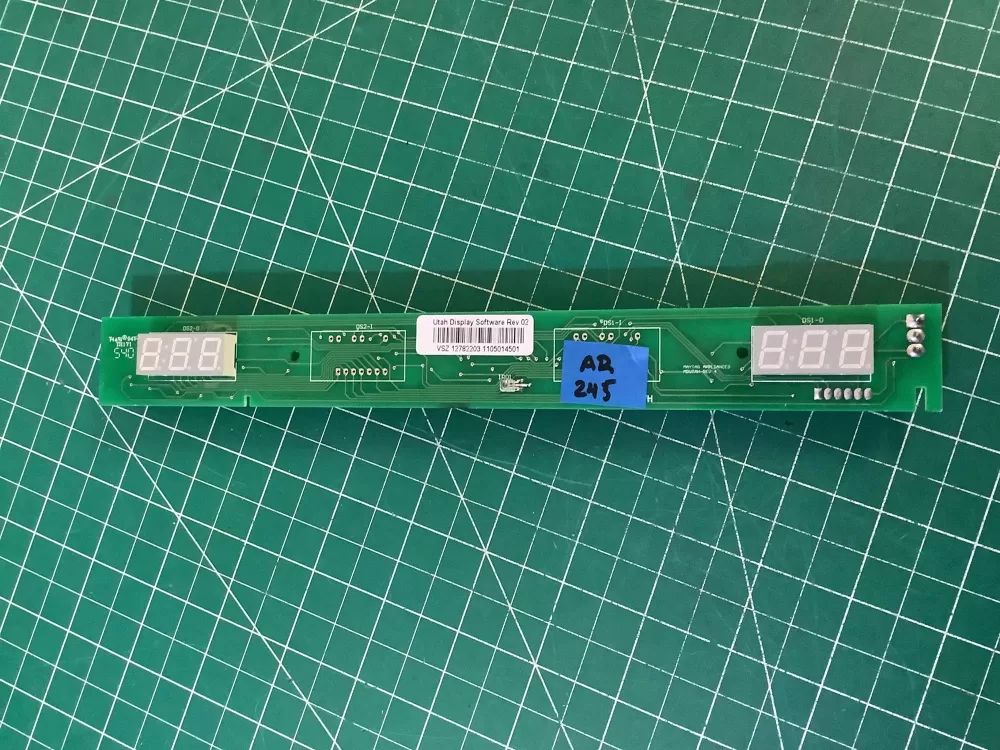 DS2-0
DS2-1
Utah Display Software Rev 02
VSZ 12782203 1105014501
DS1-1
DS1-0
AR
245
MAYTAG APPLIANCES
H